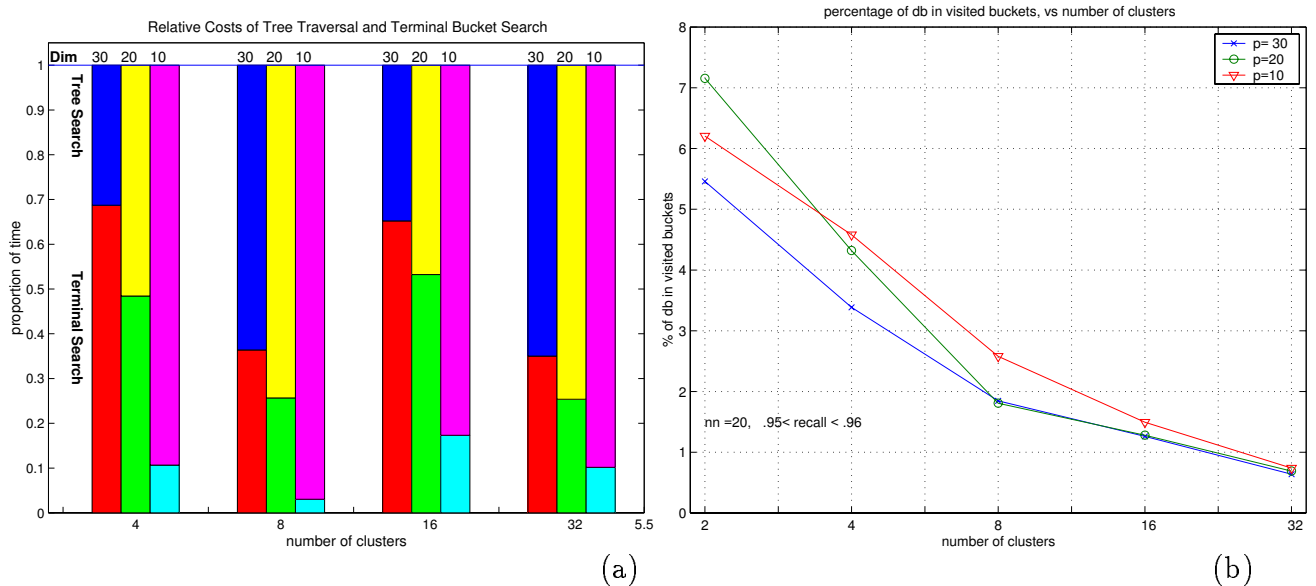 Relative Costs of Tree Traversal and Terminal Bucket Search
Dim 30 20 10 30 20 10 30 20 10 30 20 10
1
0.9
0.8
0.7
0.6
0.5
0.4
0.3
0.2
0.1
0
proportion of time
Tree Search
Terminal Search
4 8 16 32 5.5
number of clusters
(a)
percentage of db in visited buckets, vs number of clusters
8
7
6
5
4
3
2
1
0
% of db in visited buckets
p= 30
p=20
p=10
nn =20, .95< recall < .96
2 4 8 16 32
number of clusters
(b)